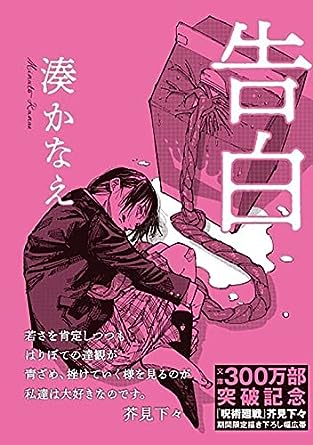 告白
湊かなえ
Minato Kanae
若さを肯定しつつも
はりぼての達観が
青ざめ、挫けていく様を見るのが
私達は大好きなのです。
芥見下々
文庫300万部
突破記念
『呪術廻戦』芥見下々
期間限定描き下ろし幅広帯